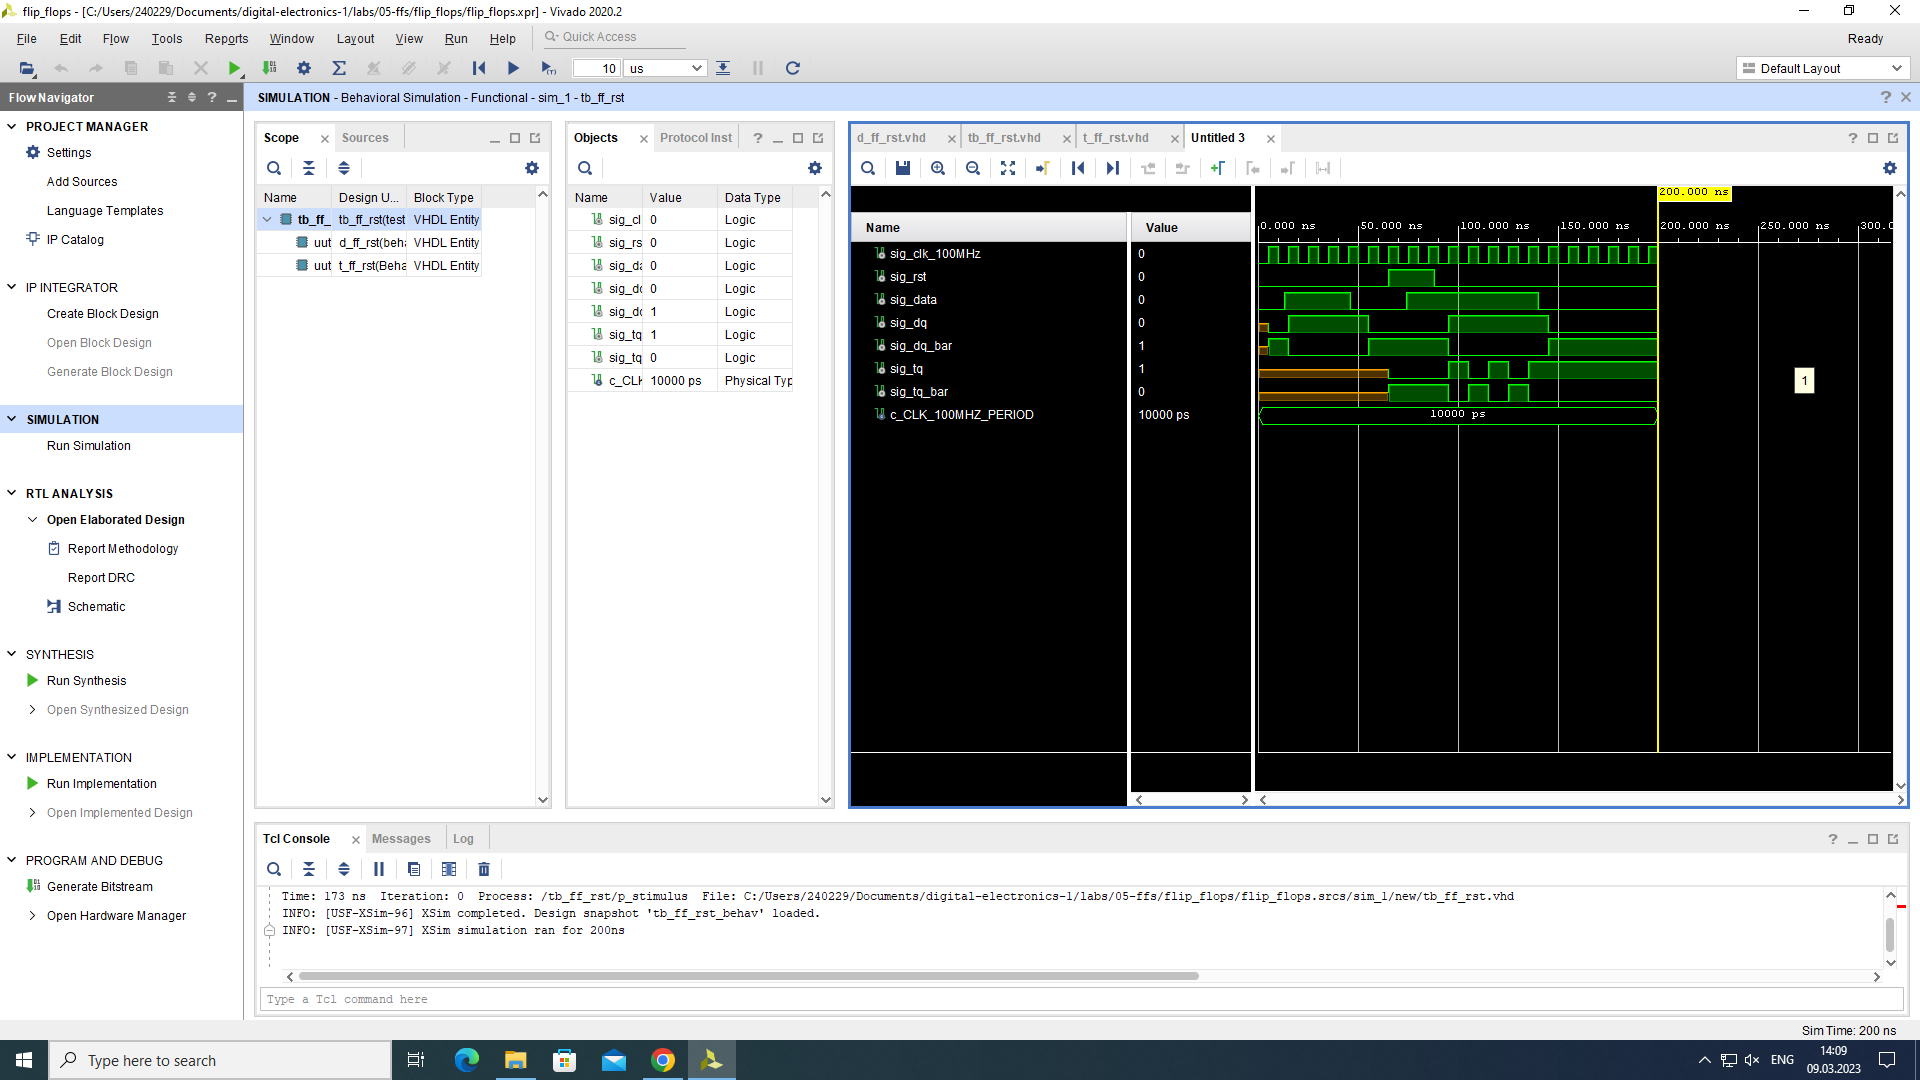 flip_flops - [C:/Users/240229/Documents/digital-electronics-1/labs/05-ffs/flip_flops/flip_flops.xpr] - Vivado 2020.2
File Edit Flow Tools Reports Window Layout View Run Help Quick Access
Ready
10 us
Default Layout
Flow Navigator
PROJECT MANAGER
Settings
Add Sources
Language Templates
IP Catalog
IP INTEGRATOR
Create Block Design
Open Block Design
Generate Block Design
SIMULATION
Run Simulation
RTL ANALYSIS
Open Elaborated Design
Report Methodology
Report DRC
Schematic
SYNTHESIS
Run Synthesis
Open Synthesized Design
IMPLEMENTATION
Run Implementation
Open Implemented Design
PROGRAM AND DEBUG
Generate Bitstream
Open Hardware Manager
SIMULATION - Behavioral Simulation - Functional - sim_1 - tb_ff_rst
Scope Sources
Name Design U... Block Type
tb_ff_ tb_ff_rst(test VHDL Entity
uut d_ff_rst(beha VHDL Entity
uut t_ff_rst(Beha VHDL Entity
Objects Protocol Inst
Name Value Data Type
sig_cl 0 Logic
sig_rs 0 Logic
sig_da 0 Logic
sig_dc 0 Logic
sig_dc 1 Logic
sig_tq 1 Logic
sig_tq 0 Logic
c_CLK 10000 ps Physical Typ
d_ff_rst.vhd tb_ff_rst.vhd t_ff_rst.vhd Untitled 3
200.000 ns
Name Value
0.000 ns 50.000 ns 100.000 ns 150.000 ns 200.000 ns 250.000 ns 300.0
sig_clk_100MHz 0
sig_rst 0
sig_data 0
sig_dq 0
sig_dq_bar 1
sig_tq 1
sig_tq_bar 0
c_CLK_100MHZ_PERIOD 10000 ps
10000 ps
1
Tcl Console Messages Log
Time: 173 ns Iteration: 0 Process: /tb_ff_rst/p_stimulus File: C:/Users/240229/Documents/digital-electronics-1/labs/05-ffs/flip_flops/flip_flops.srcs/sim_1/new/tb_ff_rst.vhd
INFO: [USF-XSim-96] XSim completed. Design snapshot 'tb_ff_rst_behav' loaded.
INFO: [USF-XSim-97] XSim simulation ran for 200ns
Type a Tcl command here
Sim Time: 200 ns
Type here to search
ENG
14:09
09.03.2023